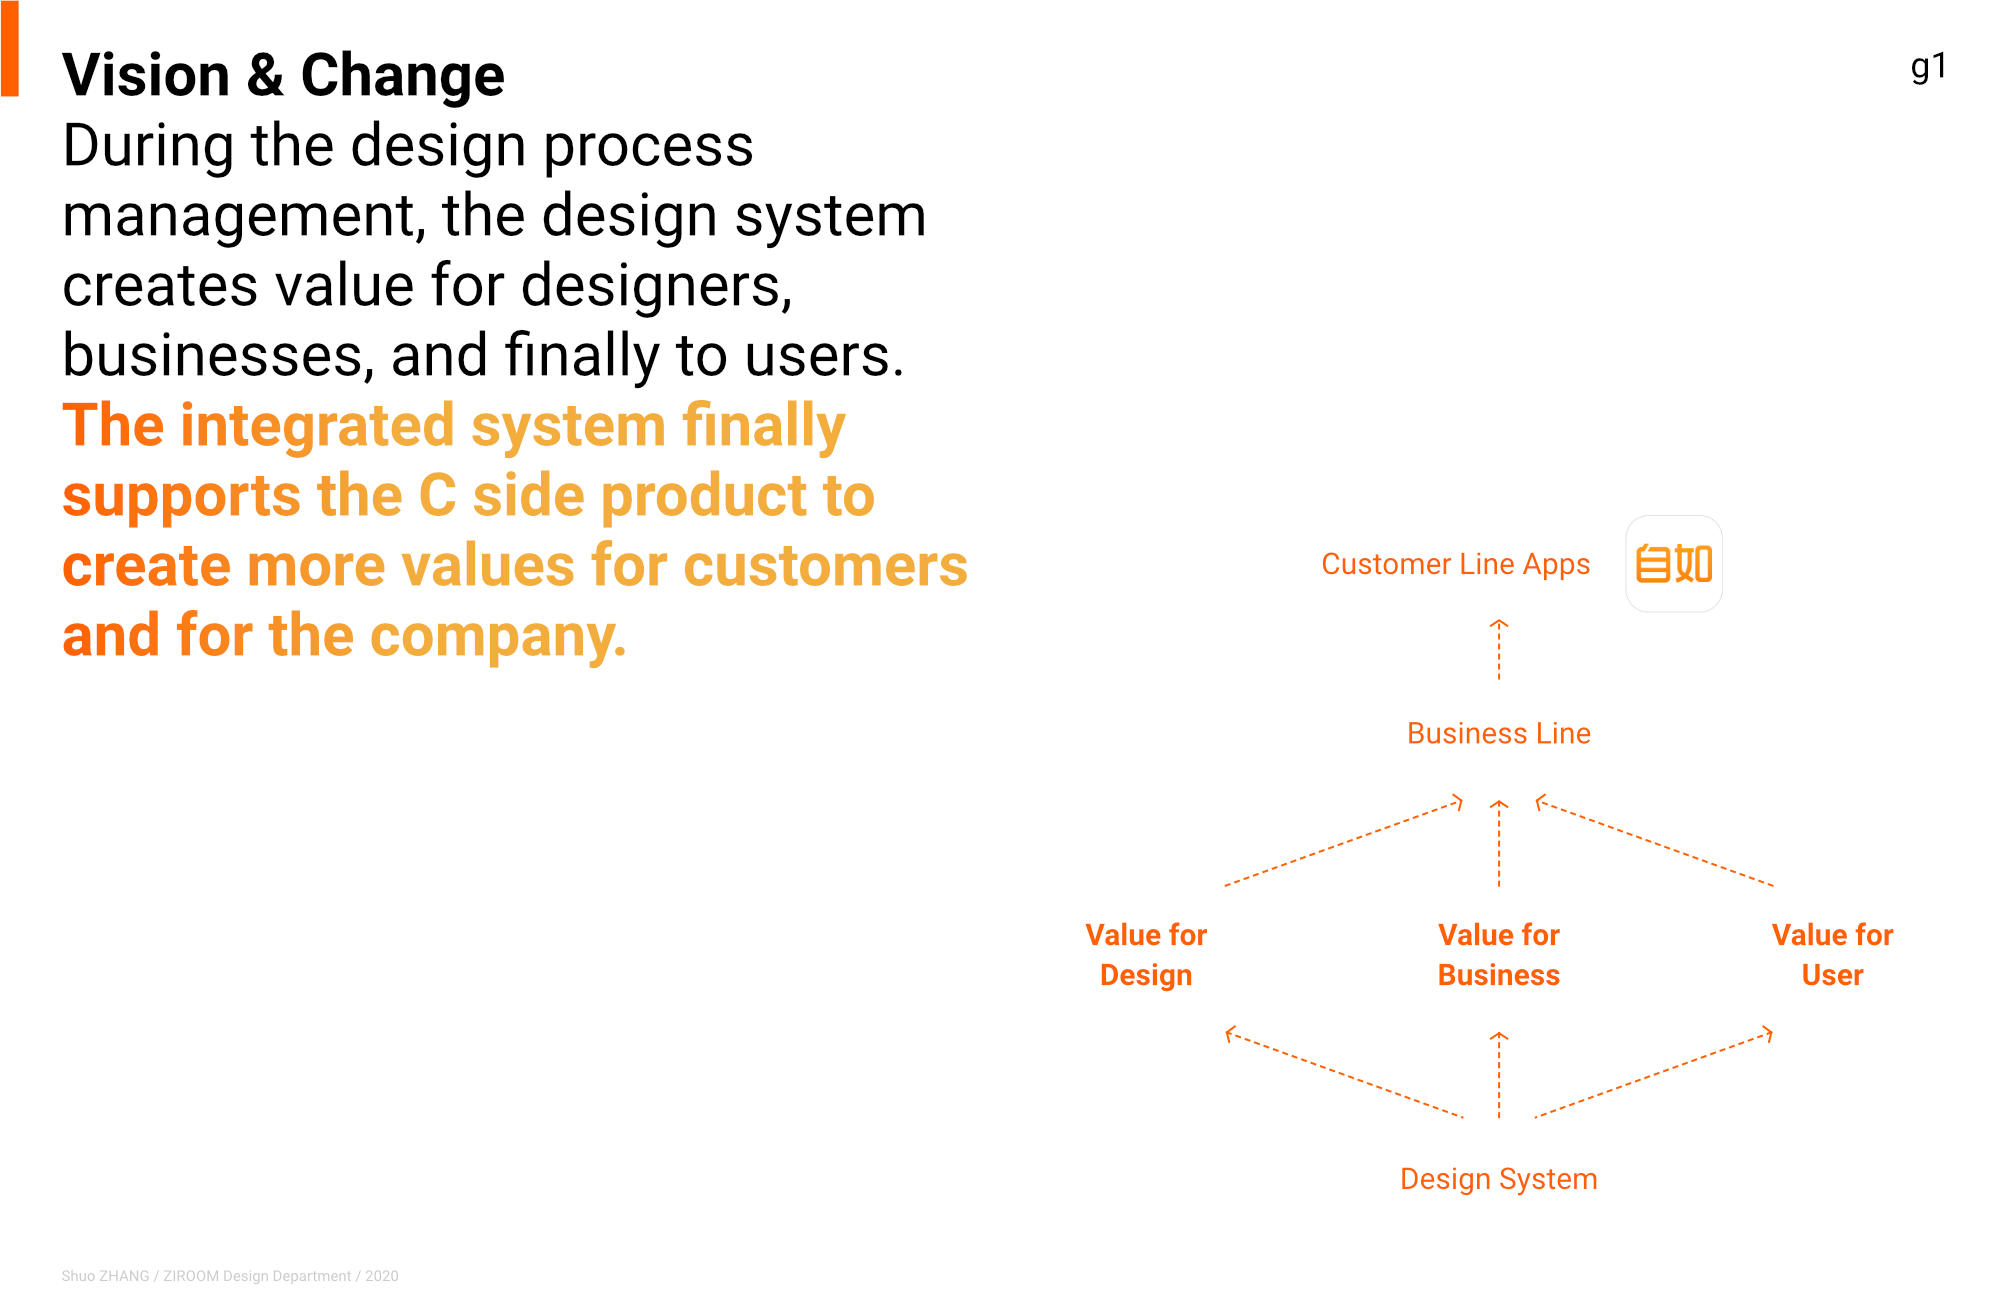 Vision & Change
g1
During the design process
management, the design system
creates value for designers,
businesses, and finally to users.
The integrated system finally
supports the C side product to
create more values for customers
and for the company.
Customer Line Apps
自如
Business Line
Value for
Design
Value for
Business
Value for
User
Design System
Shuo ZHANG / ZIROOM Design Department / 2020